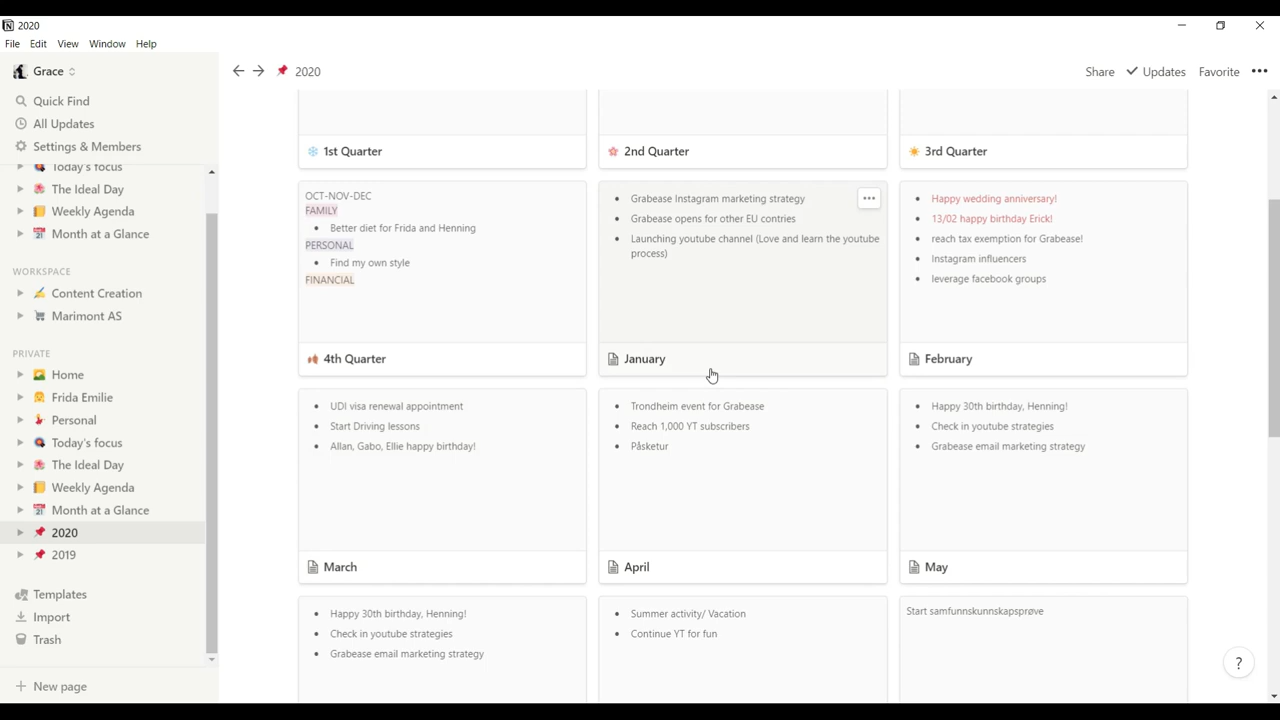 2020
File Edit View Window Help
Grace
2020
Share Updates Favorite
Quick Find
All Updates
Settings & Members
Today's focus
The Ideal Day
Weekly Agenda
Month at a Glance
WORKSPACE
Content Creation
Marimont AS
PRIVATE
Home
Frida Emilie
Personal
Today's focus
The Ideal Day
Weekly Agenda
Month at a Glance
2020
2019
Templates
Import
Trash
+ New page
1st Quarter
2nd Quarter
3rd Quarter
OCT-NOV-DEC
FAMILY
• Better diet for Frida and Henning
PERSONAL
• Find my own style
FINANCIAL
4th Quarter
• Grabease Instagram marketing strategy
• Grabease opens for other EU contries
• Launching youtube channel (Love and learn the youtube
process)
January
• Happy wedding anniversary!
• 13/02 happy birthday Erick!
• reach tax exemption for Grabease!
• Instagram influencers
• leverage facebook groups
February
• UDI visa renewal appointment
• Start Driving lessons
• Allan, Gabo, Ellie happy birthday!
March
• Trondheim event for Grabease
• Reach 1,000 YT subscribers
• Påsketur
April
• Happy 30th birthday, Henning!
• Check in youtube strategies
• Grabease email marketing strategy
May
• Happy 30th birthday, Henning!
• Check in youtube strategies
• Grabease email marketing strategy
• Summer activity/ Vacation
• Continue YT for fun
Start samfunnskunnskapsprøve
?